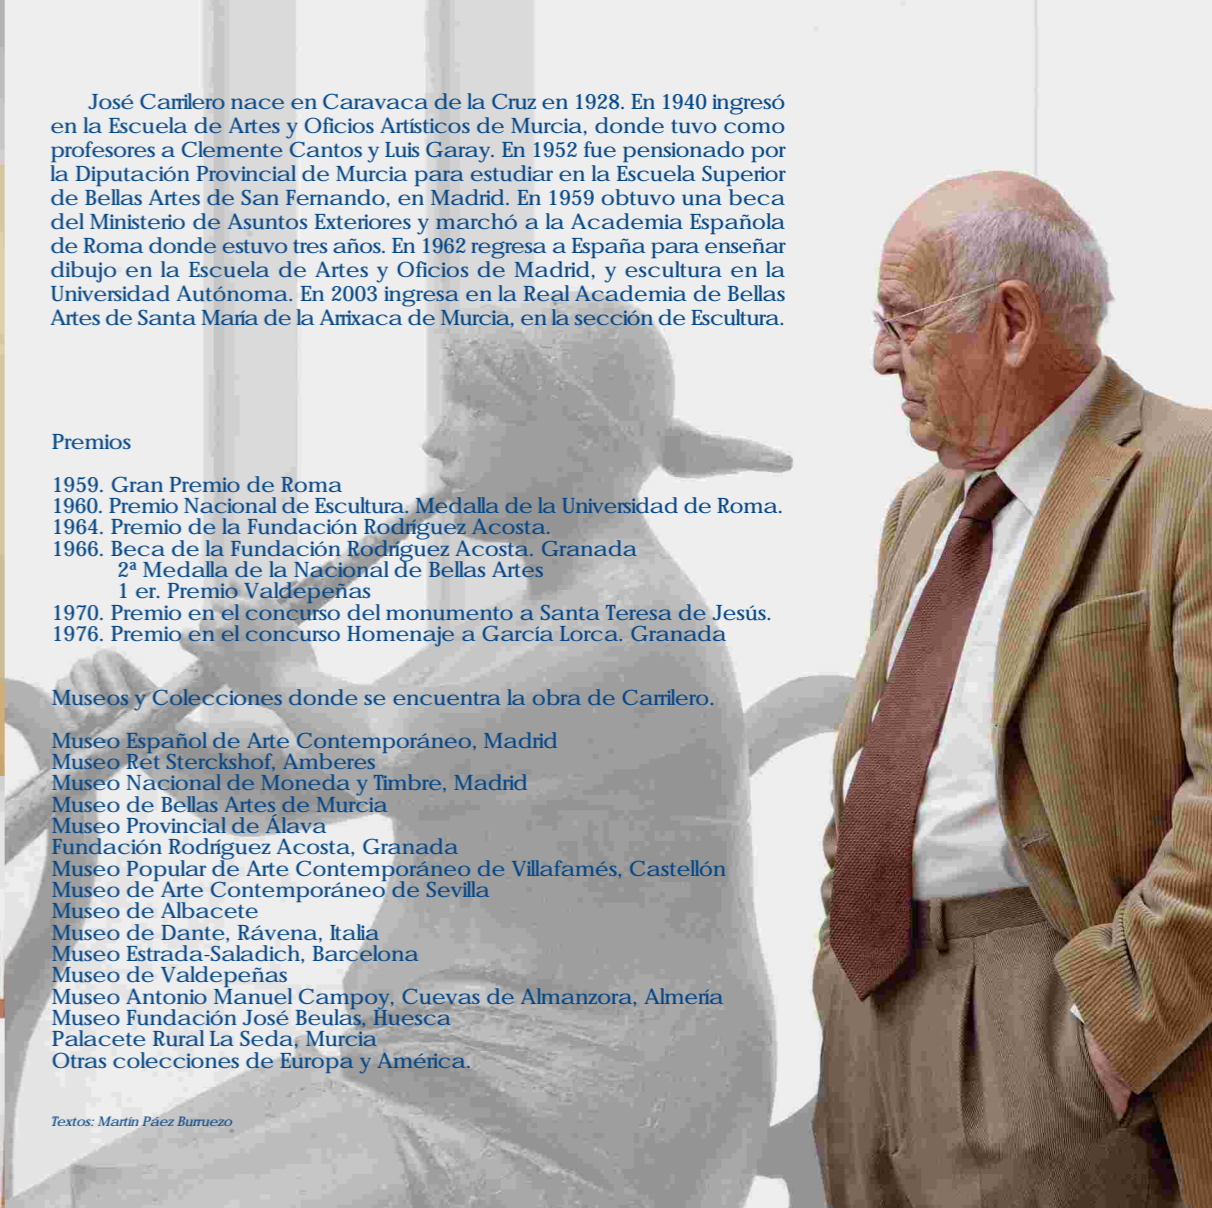 José Carrilero nace en Caravaca de la Cruz en 1928. En 1940 ingresó
en la Escuela de Artes y Oficios Artísticos de Murcia, donde tuvo como
profesores a Clemente Cantos y Luis Garay. En 1952 fue pensionado por
la Diputación Provincial de Murcia para estudiar en la Escuela Superior
de Bellas Artes de San Fernando, en Madrid. En 1959 obtuvo una beca
del Ministerio de Asuntos Exteriores y marchó a la Academia Española
de Roma donde estuvo tres años. En 1962 regresa a España para enseñar
dibujo en la Escuela de Artes y Oficios de Madrid, y escultura en la
Universidad Autónoma. En 2003 ingresa en la Real Academia de Bellas
Artes de Santa María de la Arrixaca de Murcia, en la sección de Escultura.
Premios
1959. Gran Premio de Roma
1960. Premio Nacional de Escultura. Medalla de la Universidad de Roma.
1964. Premio de la Fundación Rodríguez Acosta.
1966. Beca de la Fundación Rodríguez Acosta. Granada
2ª Medalla de la Nacional de Bellas Artes
1 er. Premio Valdepeñas
1970. Premio en el concurso del monumento a Santa Teresa de Jesús.
1976. Premio en el concurso Homenaje a García Lorca. Granada
Museos y Colecciones donde se encuentra la obra de Carrilero.
Museo Español de Arte Contemporáneo, Madrid
Museo Ret Sterckshof, Amberes
Museo Nacional de Moneda y Timbre, Madrid
Museo de Bellas Artes de Murcia
Museo Provincial de Álava
Fundación Rodríguez Acosta, Granada
Museo Popular de Arte Contemporáneo de Villafamés, Castellón
Museo de Arte Contemporáneo de Sevilla
Museo de Albacete
Museo de Dante, Rávena, Italia
Museo Estrada-Saladich, Barcelona
Museo de Valdepeñas
Museo Antonio Manuel Campoy, Cuevas de Almanzora, Almería
Museo Fundación José Beulas, Huesca
Palacete Rural La Seda, Murcia
Otras colecciones de Europa y América.
Textos: Martín Páez Burruezo